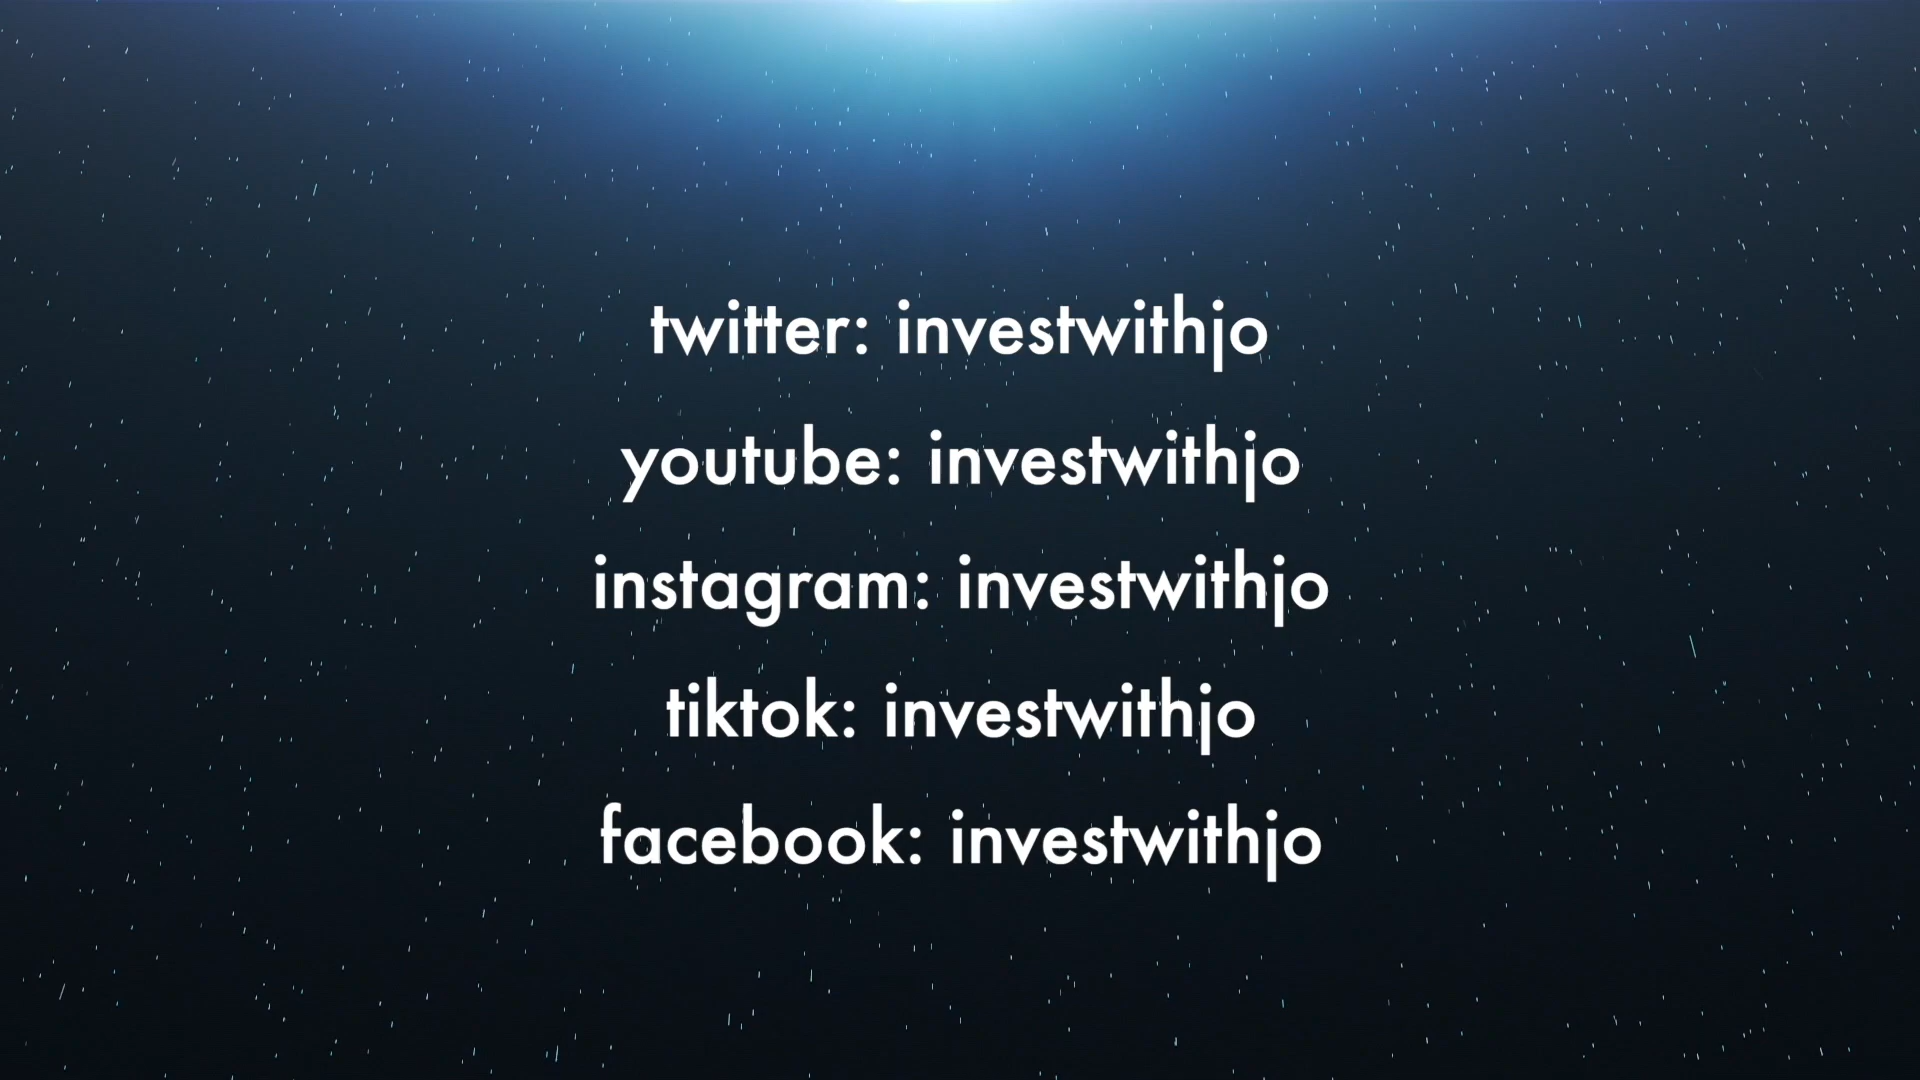 twitter: investwithjo
youtube: investwithjo
instagram: investwithjo
tiktok: investwithjo
facebook: investwithjo